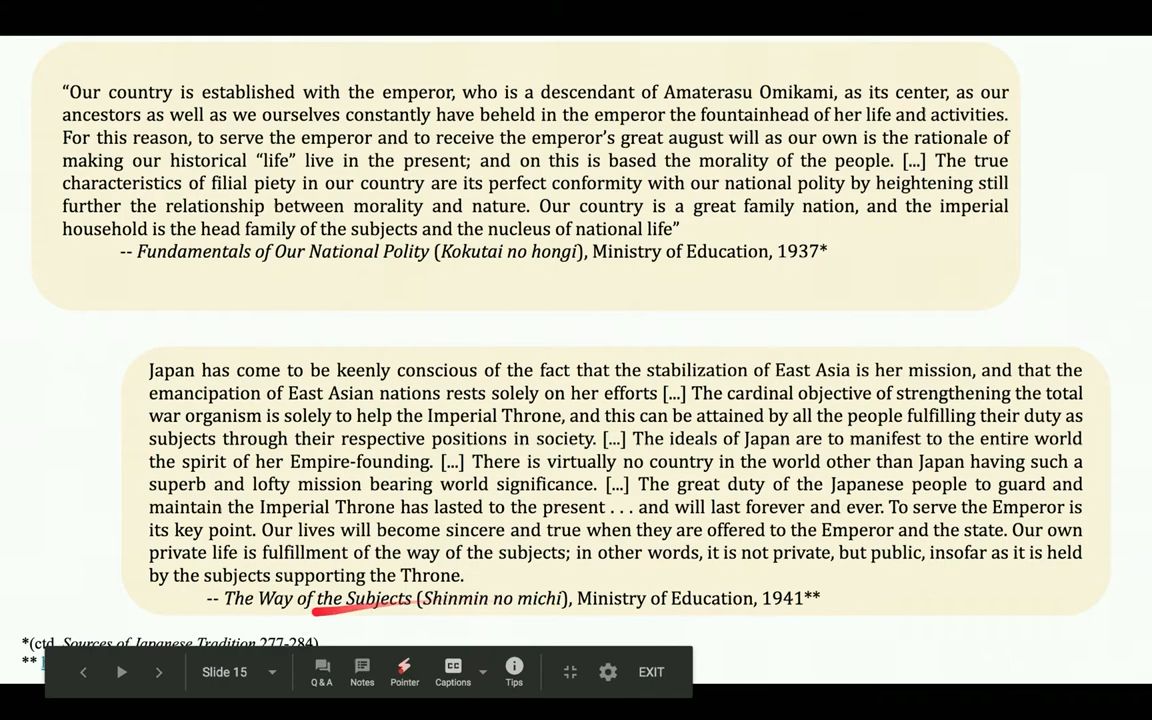 “Our country is established with the emperor, who is a descendant of Amaterasu Omikami, as its center, as our
ancestors as well as we ourselves constantly have beheld in the emperor the fountainhead of her life and activities.
For this reason, to serve the emperor and to receive the emperor’s great august will as our own is the rationale of
making our historical “life” live in the present; and on this is based the morality of the people. [...] The true
characteristics of filial piety in our country are its perfect conformity with our national polity by heightening still
further the relationship between morality and nature. Our country is a great family nation, and the imperial
household is the head family of the subjects and the nucleus of national life”
-- Fundamentals of Our National Polity (Kokutai no hongi), Ministry of Education, 1937*
Japan has come to be keenly conscious of the fact that the stabilization of East Asia is her mission, and that the
emancipation of East Asian nations rests solely on her efforts [...] The cardinal objective of strengthening the total
war organism is solely to help the Imperial Throne, and this can be attained by all the people fulfilling their duty as
subjects through their respective positions in society. [...] The ideals of Japan are to manifest to the entire world
the spirit of her Empire-founding. [...] There is virtually no country in the world other than Japan having such a
superb and lofty mission bearing world significance. [...] The great duty of the Japanese people to guard and
maintain the Imperial Throne has lasted to the present . . . and will last forever and ever. To serve the Emperor is
its key point. Our lives will become sincere and true when they are offered to the Emperor and the state. Our own
private life is fulfillment of the way of the subjects; in other words, it is not private, but public, insofar as it is held
by the subjects supporting the Throne.
-- The Way of the Subjects (Shinmin no michi), Ministry of Education, 1941**
*(ctd. Sources of Japanese Tradition 277-284)
**
Slide 15
Q & A
Notes
Pointer
CC
Captions
Tips
EXIT